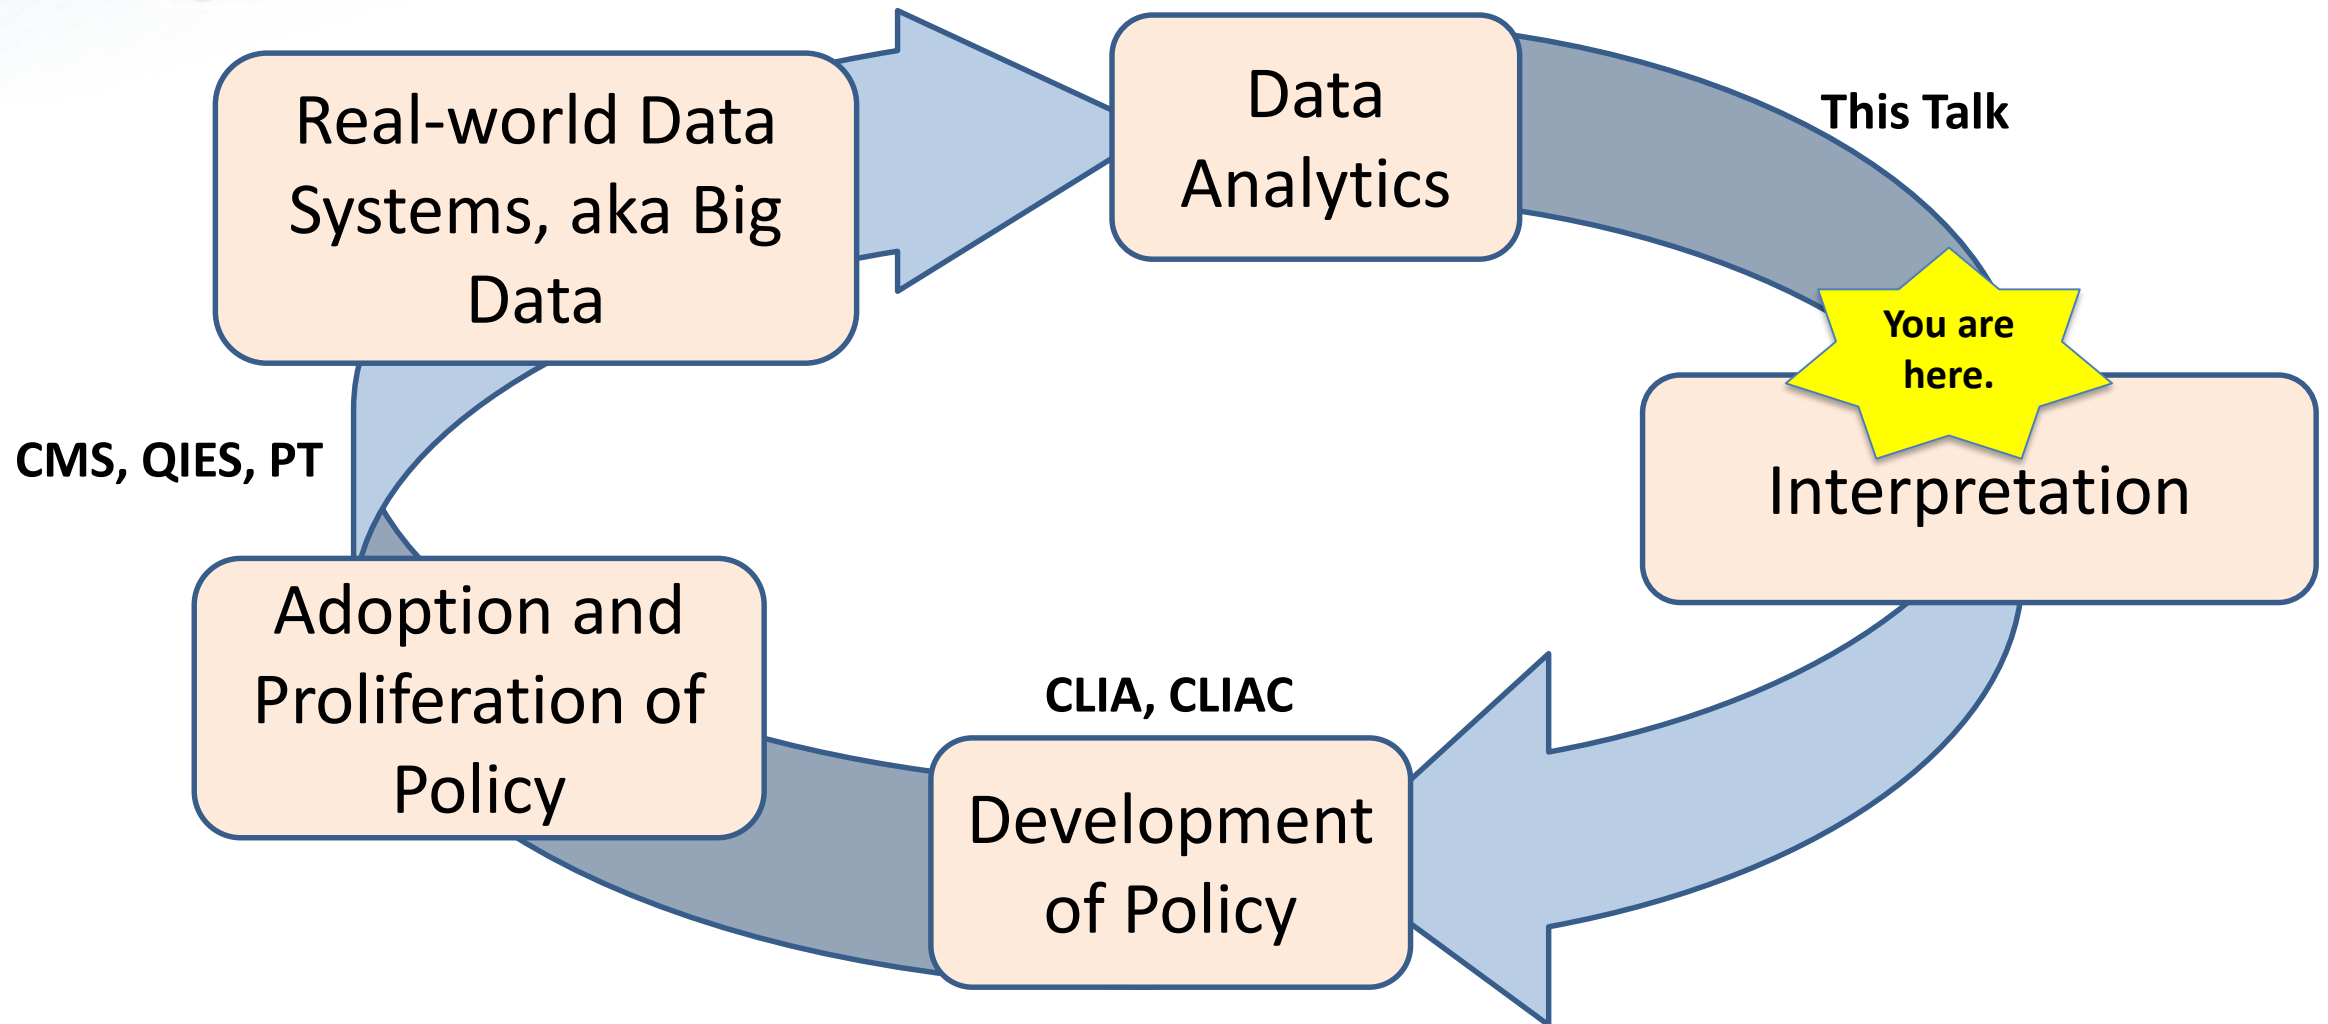 Real-world Data
Systems, aka Big
Data
Data
Analytics
This Talk
You are
here.
Interpretation
CLIA, CLIAC
Development
of Policy
Adoption and
Proliferation of
Policy
CMS, QIES, PT